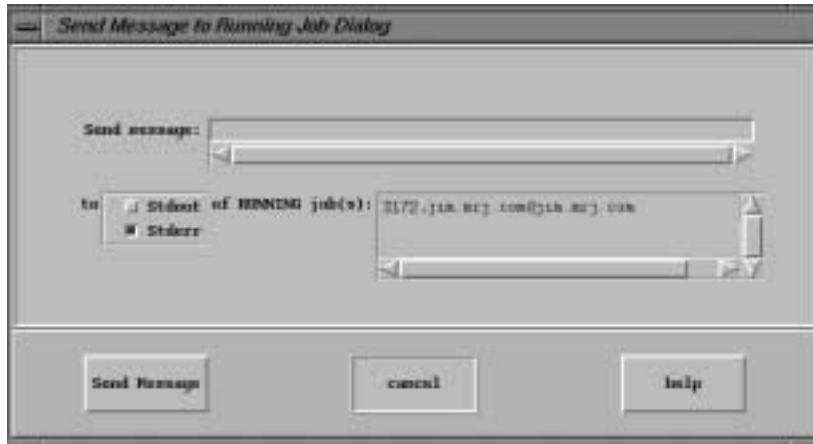 Send Message to Running Job Dialog
Send message:
to Stdout of RUNNING job(s): 3172.jim.mrj.com@jim.mrj.com
Stderr
Send Message cancel help